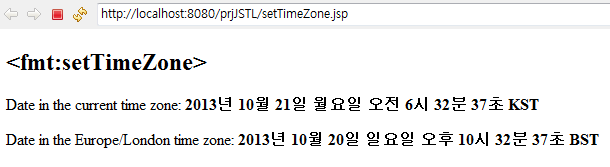 http://localhost:8080/prjJSTL/setTimeZone.jsp
<fmt:setTimeZone>
Date in the current time zone: 2013년 10월 21일 월요일 오전 6시 32분 37초 KST
Date in the Europe/London time zone: 2013년 10월 20일 일요일 오후 10시 32분 37초 BST